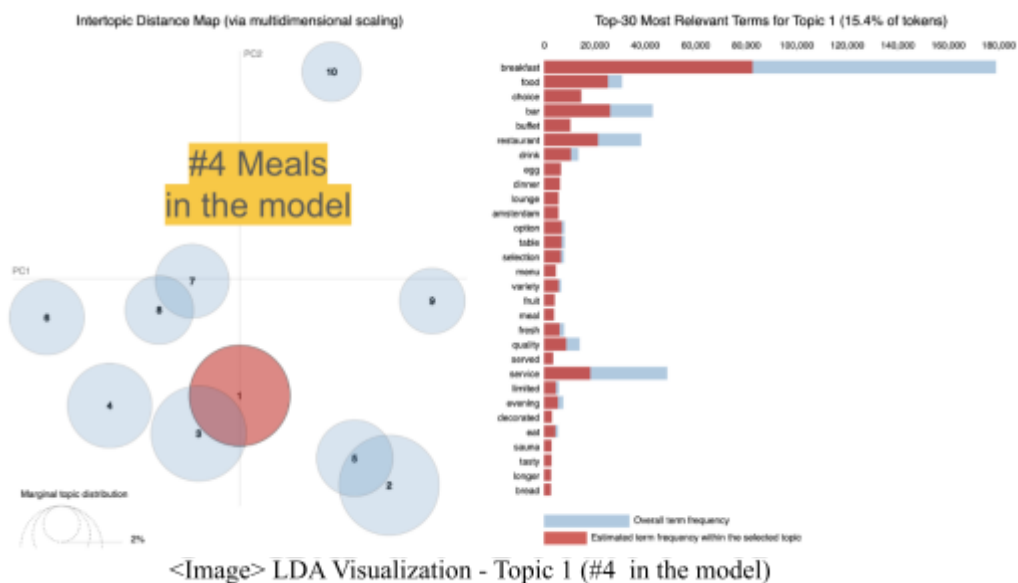 Intertopic Distance Map (via multidimensional scaling)
PC2
10
#4 Meals
in the model
PC1
7
9
6
8
1
4
3
5
2
Marginal topic distribution
2%
Top-30 Most Relevant Terms for Topic 1 (15.4% of tokens)
0 20,000 40,000 60,000 80,000 100,000 120,000 140,000 160,000 180,000
breakfast
food
choice
bar
buffet
restaurant
drink
egg
dinner
lounge
amsterdam
option
table
selection
menu
variety
fruit
meal
fresh
quality
served
service
limited
evening
decorated
eat
sauna
tasty
longer
bread
Overall term frequency
Estimated term frequency within the selected topic
<Image> LDA Visualization - Topic 1 (#4 in the model)